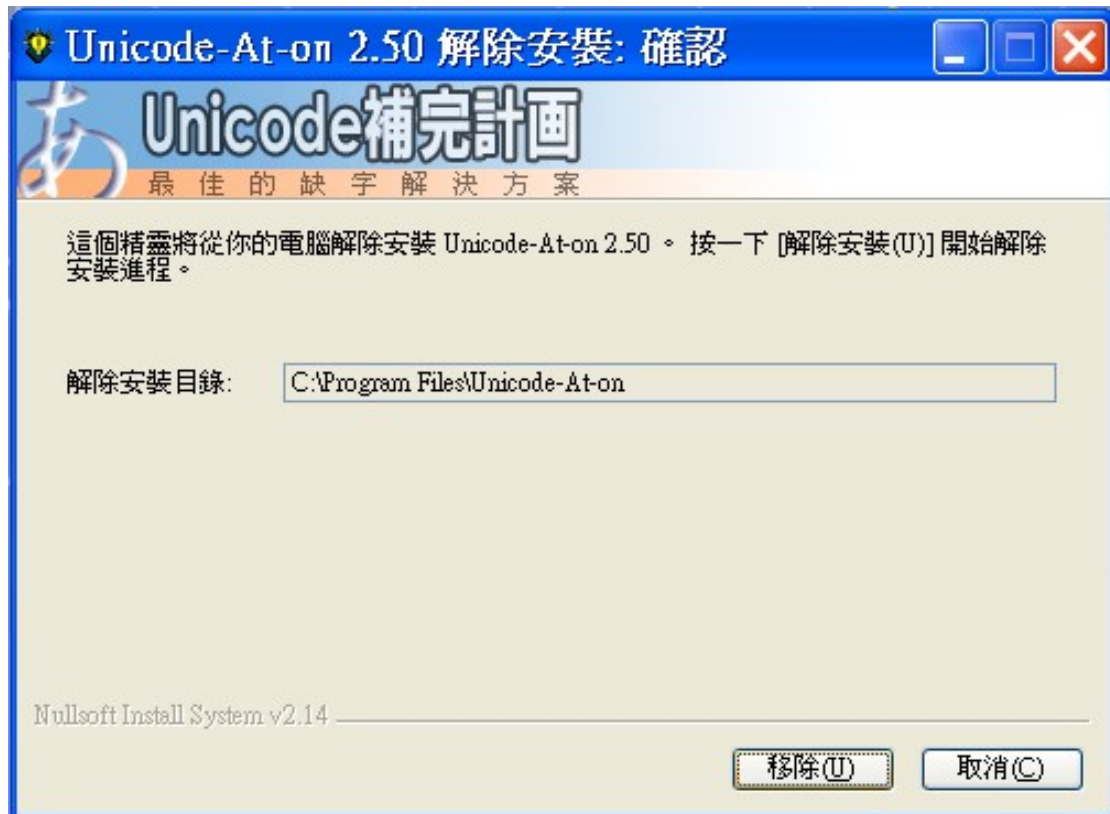 Unicode-At-on 2.50 解除安裝: 確認
あ Unicode補完計画
最佳的缺字解決方案
這個精靈將從你的電腦解除安裝 Unicode-At-on 2.50 。 按一下 [解除安裝(U)] 開始解除
安裝進程。
解除安裝目錄: C:\Program Files\Unicode-At-on
Nullsoft Install System v2.14
移除(U) 取消(C)